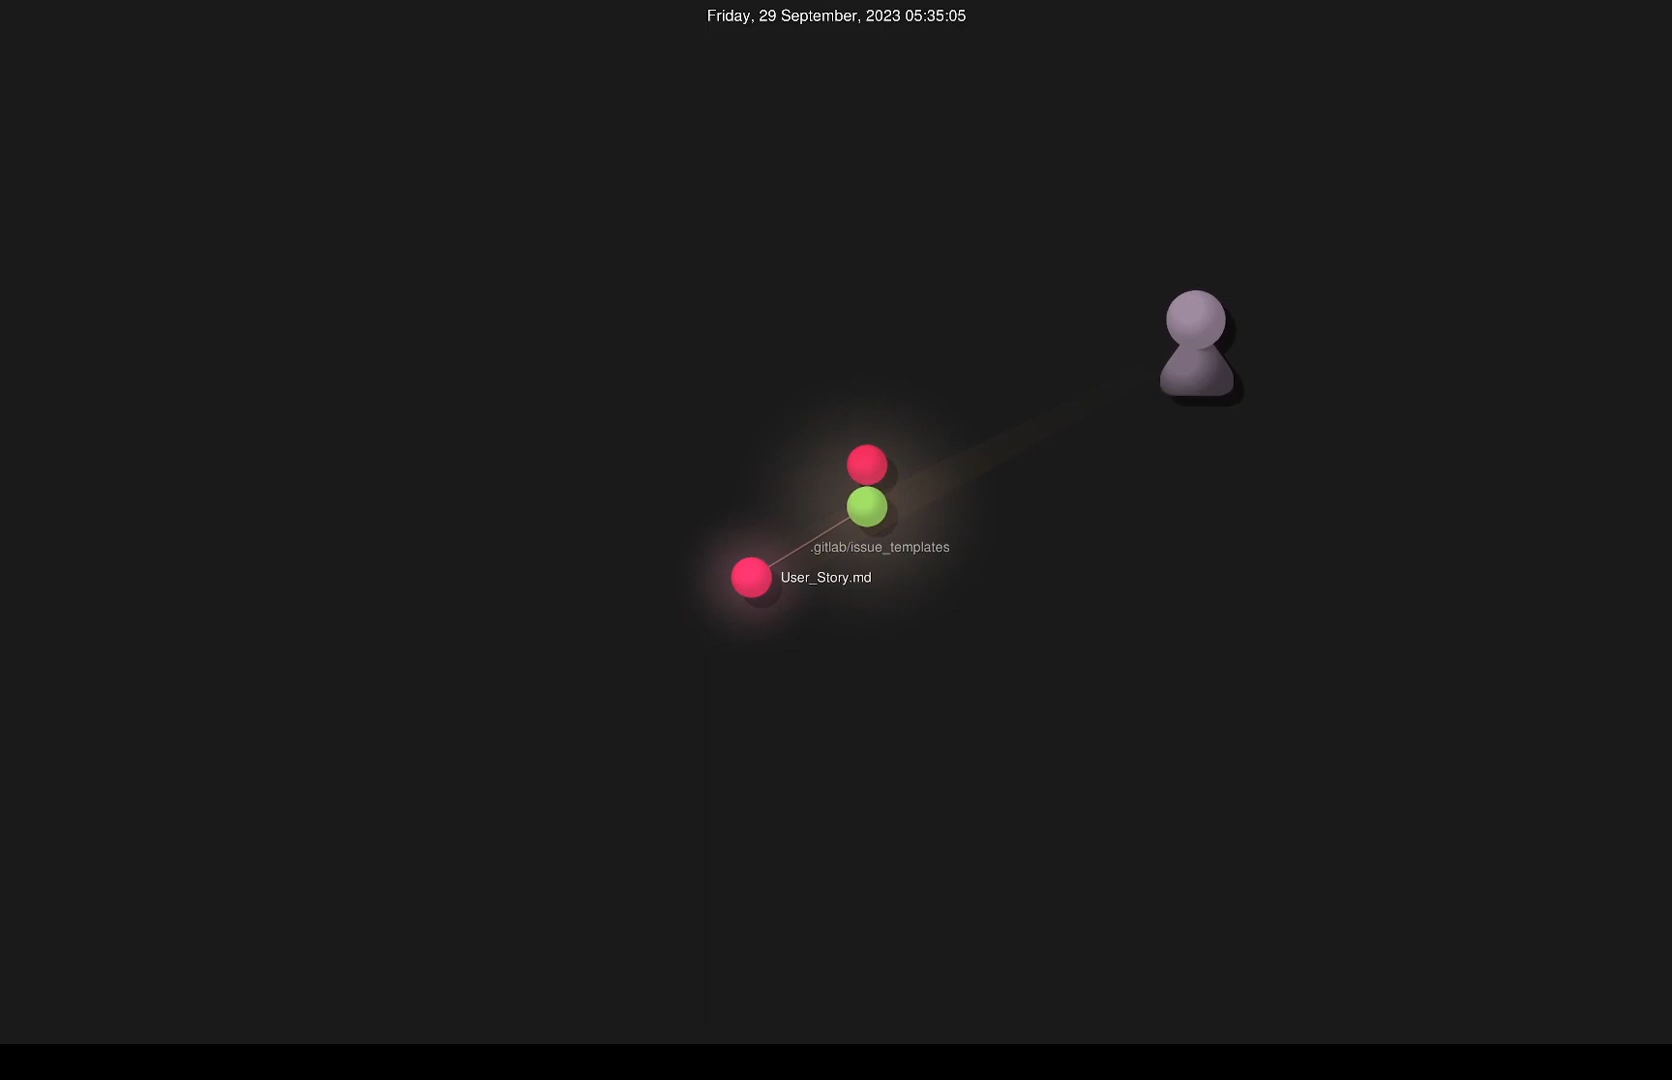 Friday, 29 September, 2023 05:35:05
.gitlab/issue_templates
User_Story.md